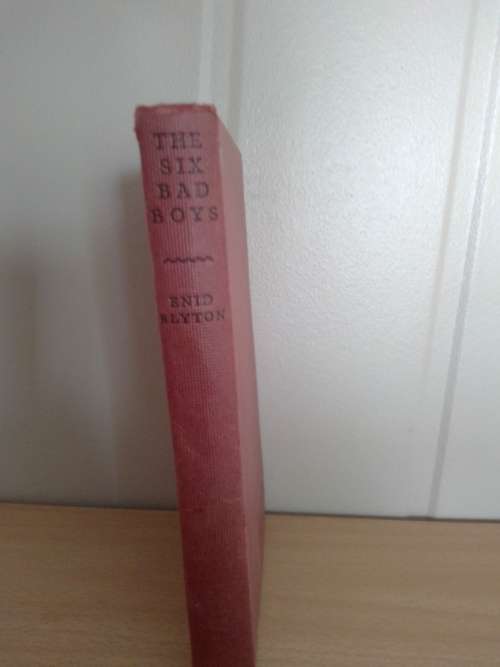 THE
SIX
BAD
BOYS
ENID
BLYTON